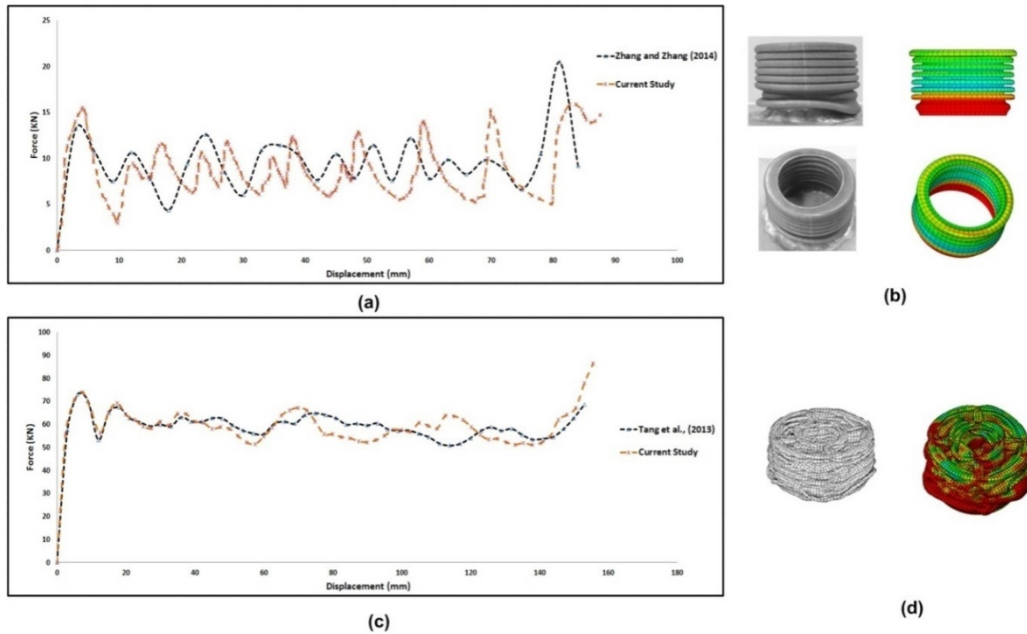 25
20
15
10
5
0
Force (KN)
Zhang and Zhang (2014)
Current Study
0 10 20 30 40 50 60 70 80 90 100
Displacement (mm)
(a)
(b)
100
90
80
70
60
50
40
30
20
10
0
Force (KN)
Tang et al., (2013)
Current Study
0 20 40 60 80 100 120 140 160 180
Displacement (mm)
(c)
(d)